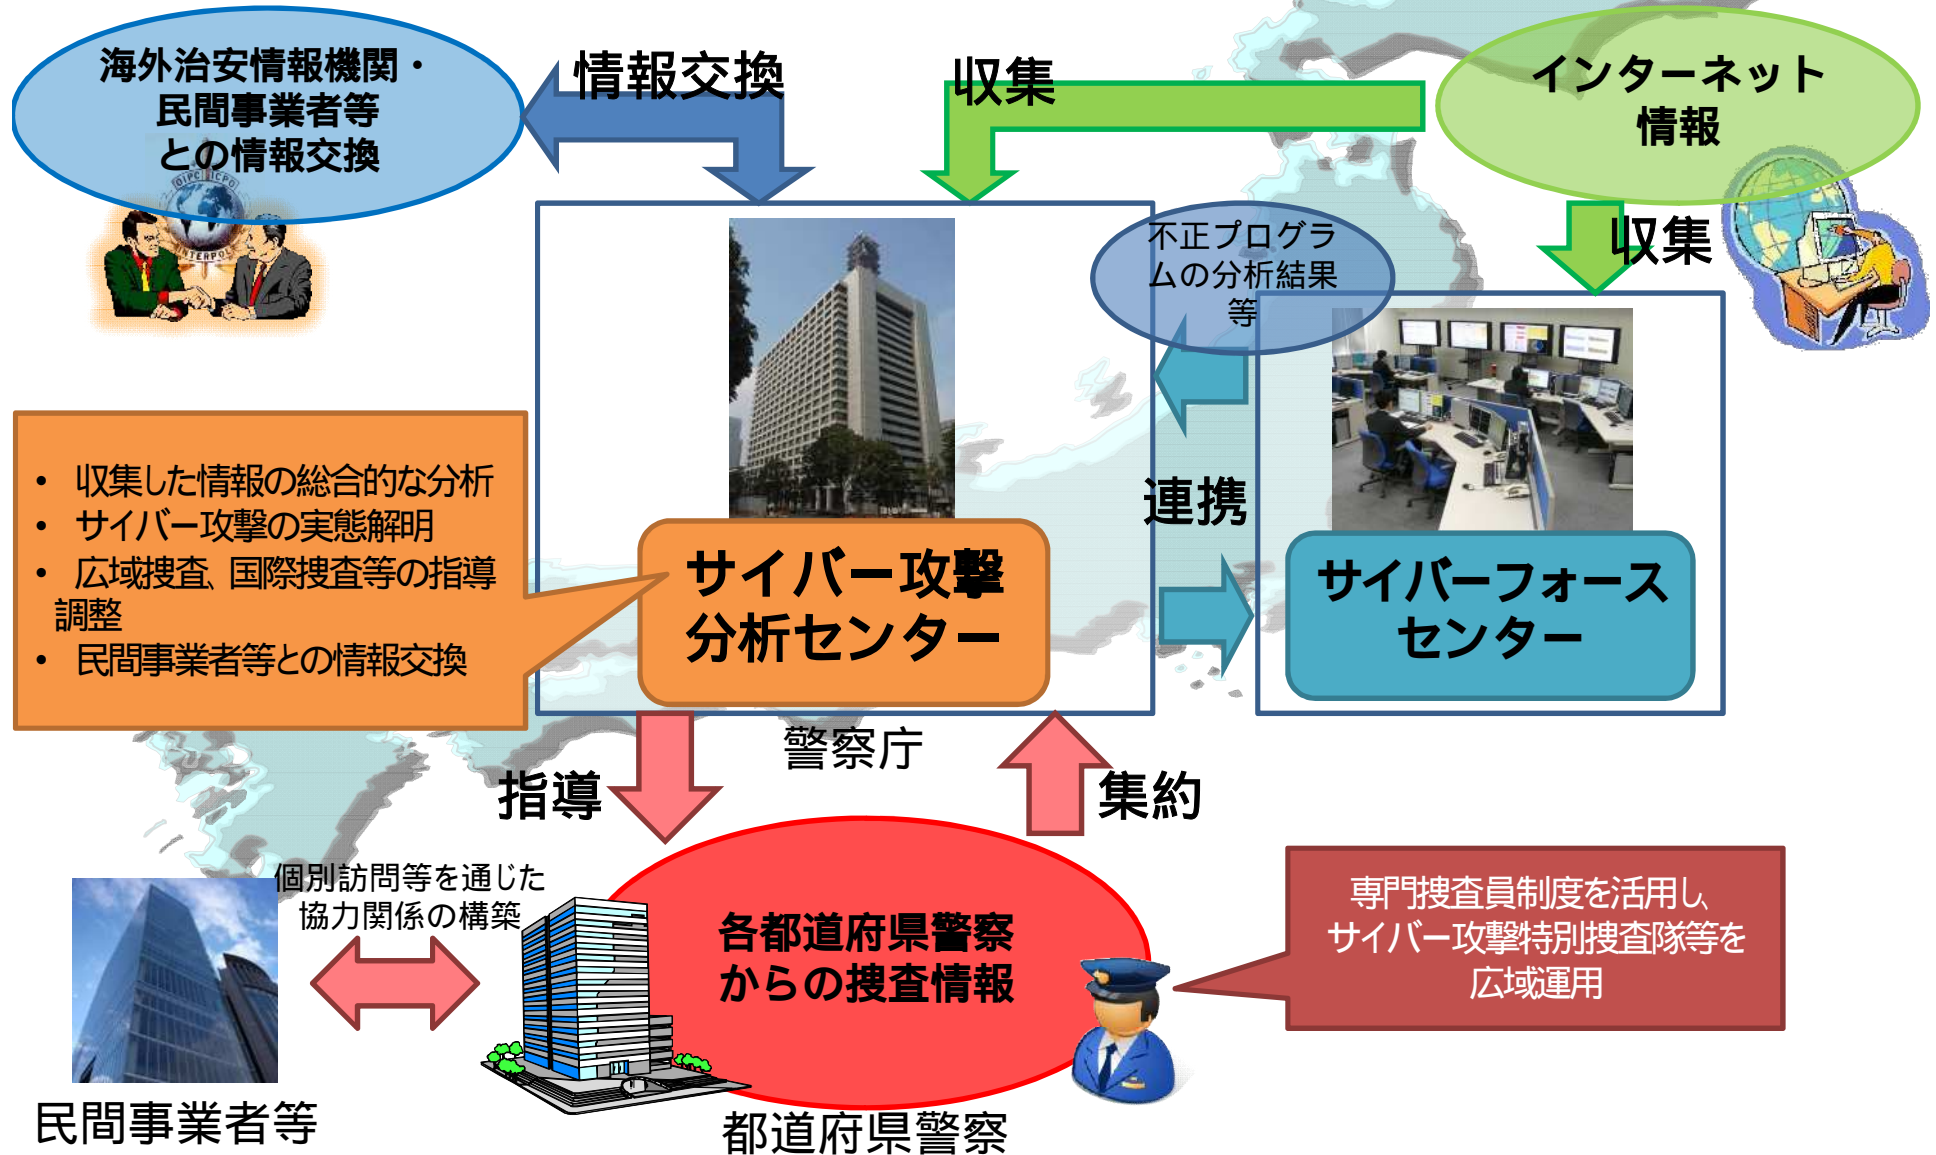 海外治安情報機関・
民間事業者等
との情報交換
情報交換
収集
インターネット
情報
OIPC ICPO
INTERPOL
収集
不正プログラ
ムの分析結果
等
・ 収集した情報の総合的な分析
・ サイバー攻撃の実態解明
・ 広域捜査、国際捜査等の指導
調整
・ 民間事業者等との情報交換
連携
サイバー攻撃
分析センター
サイバーフォース
センター
警察庁
指導
集約
個別訪問等を通じた
協力関係の構築
各都道府県警察
からの捜査情報
専門捜査員制度を活用し、
サイバー攻撃特別捜査隊等を
広域運用
民間事業者等
都道府県警察